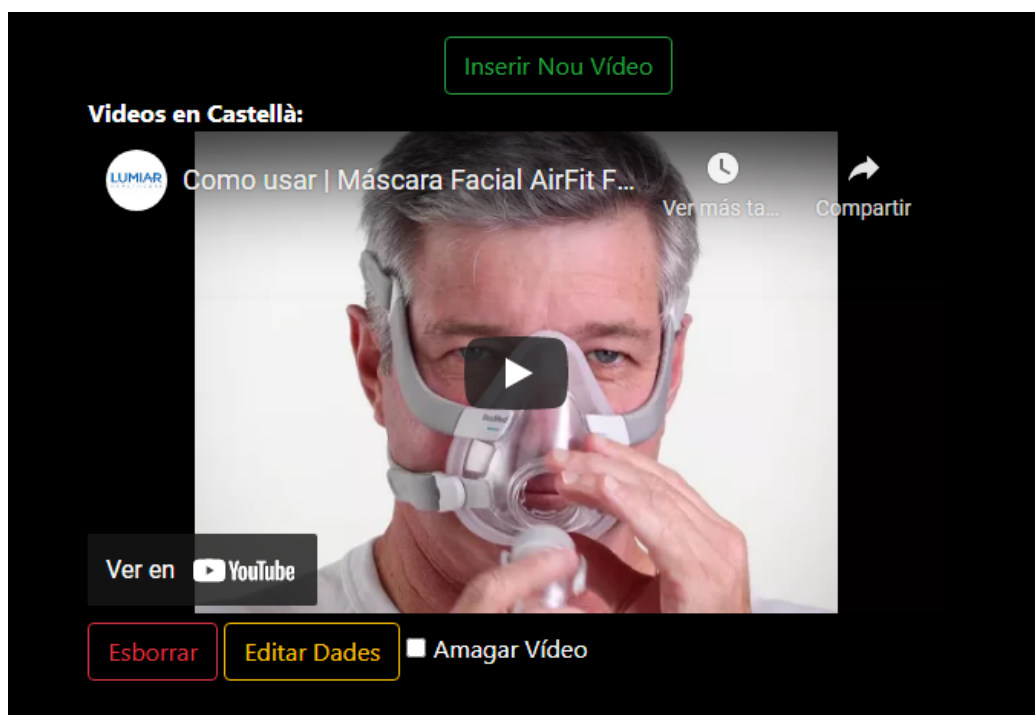 Inserir Nou Vídeo
Videos en Castellà:
LUMIAR
Como usar | Máscara Facial AirFit F...
Ver más ta...
Compartir
ResMed
Ver en YouTube
Esborrar
Editar Dades
Amagar Vídeo